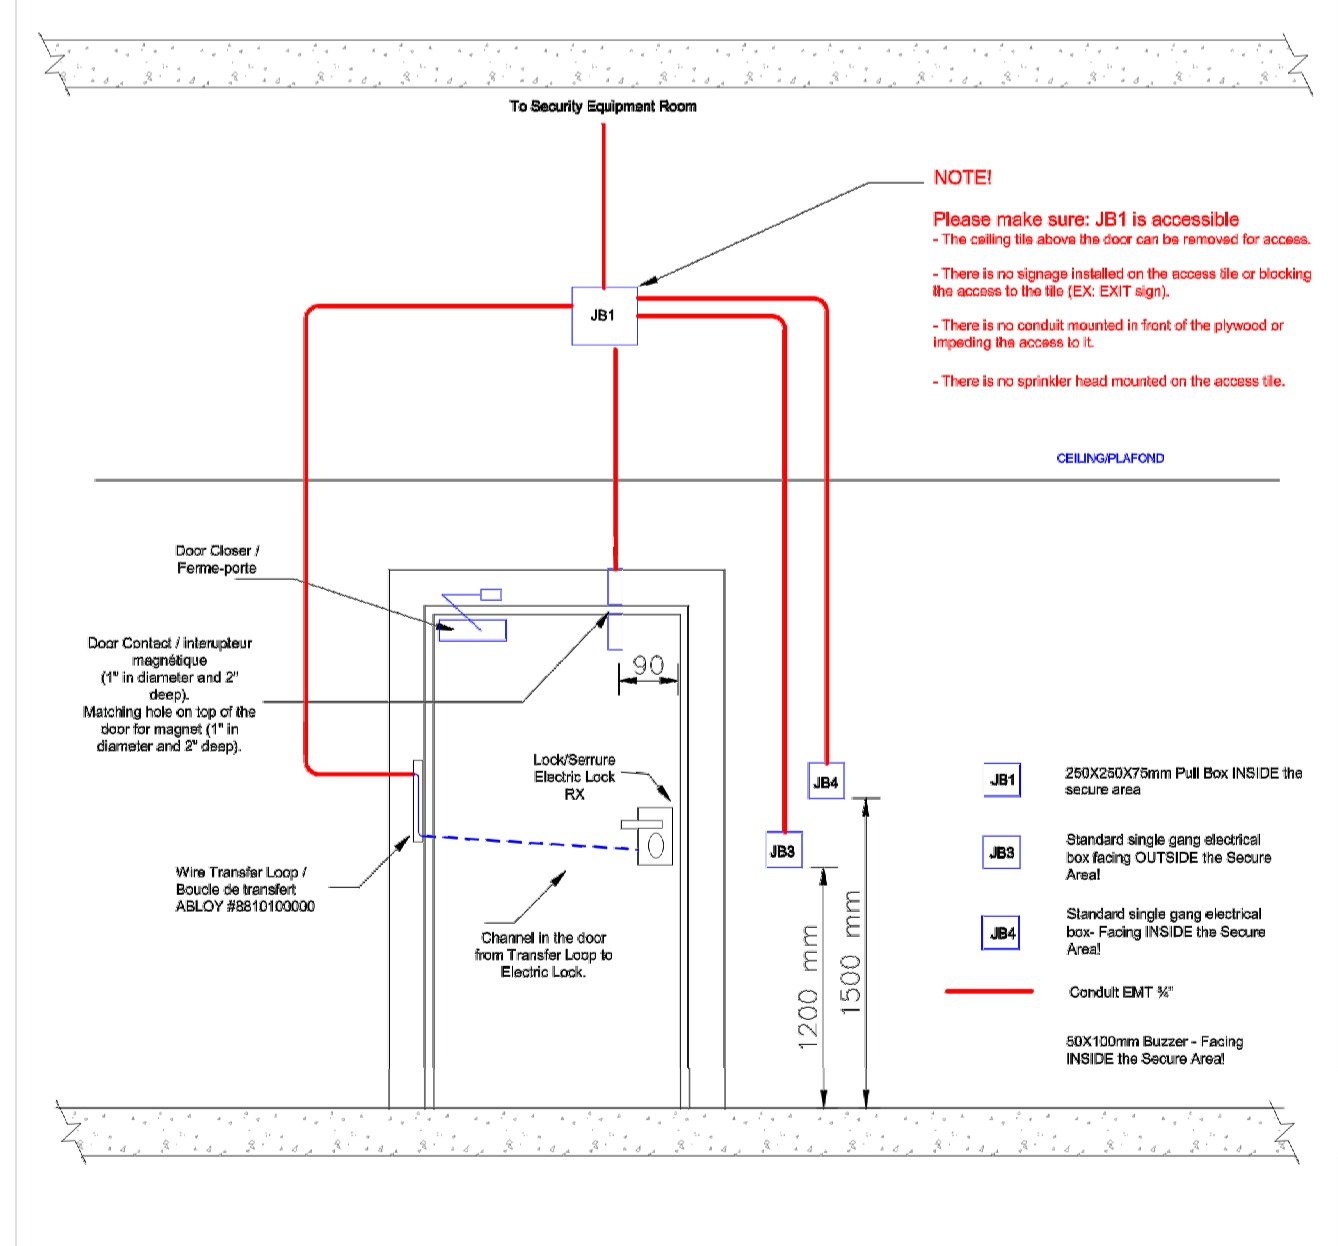 To Security Equipment Room
NOTE!
Please make sure: JB1 is accessible
- The ceiling tile above the door can be removed for access.
- There is no signage installed on the access tile or blocking
the access to the tile (EX: EXIT sign).
- There is no conduit mounted in front of the plywood or
impeding the access to it.
- There is no sprinkler head mounted on the access tile.
JB1
CEILING/PLAFOND
Door Closer /
Ferme-porte
Door Contact / interupteur
magnétique
(1" in diameter and 2"
deep).
Matching hole on top of the
door for magnet (1" in
diameter and 2" deep).
90
Lock/Serrure
Electric Lock
RX
JB4
JB3
Wire Transfer Loop /
Boucle de transfert
ABLOY #8810100000
Channel in the door
from Transfer Loop to
Electric Lock.
1200 mm
1500 mm
JB1
250X250X75mm Pull Box INSIDE the
secure area
JB3
Standard single gang electrical
box facing OUTSIDE the Secure
Area!
JB4
Standard single gang electrical
box- Facing INSIDE the Secure
Area!
Conduit EMT ¾"
50X100mm Buzzer - Facing
INSIDE the Secure Area!